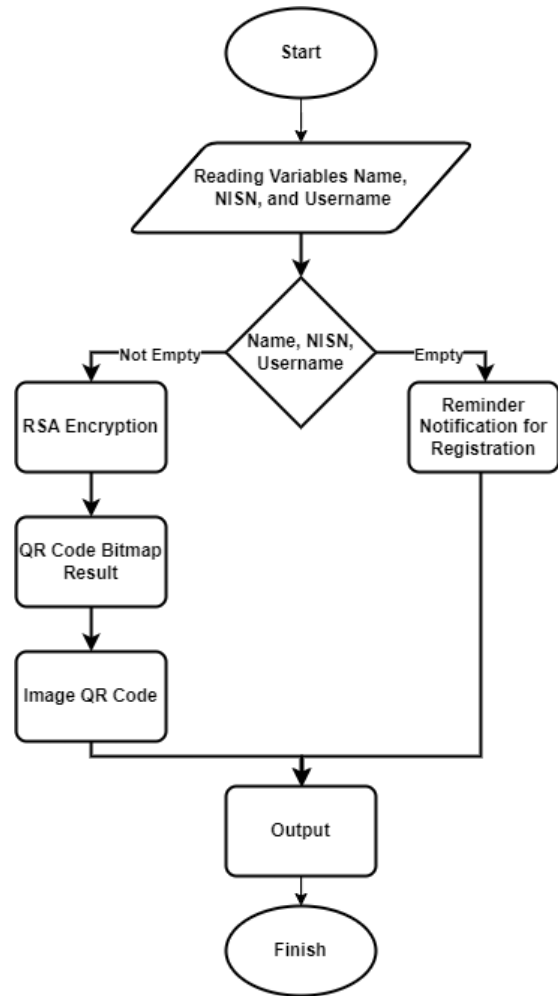 Start
Reading Variables Name,
NISN, and Username
Name, NISN,
Username
Not Empty
Empty
RSA Encryption
Reminder
Notification for
Registration
QR Code Bitmap
Result
Image QR Code
Output
Finish